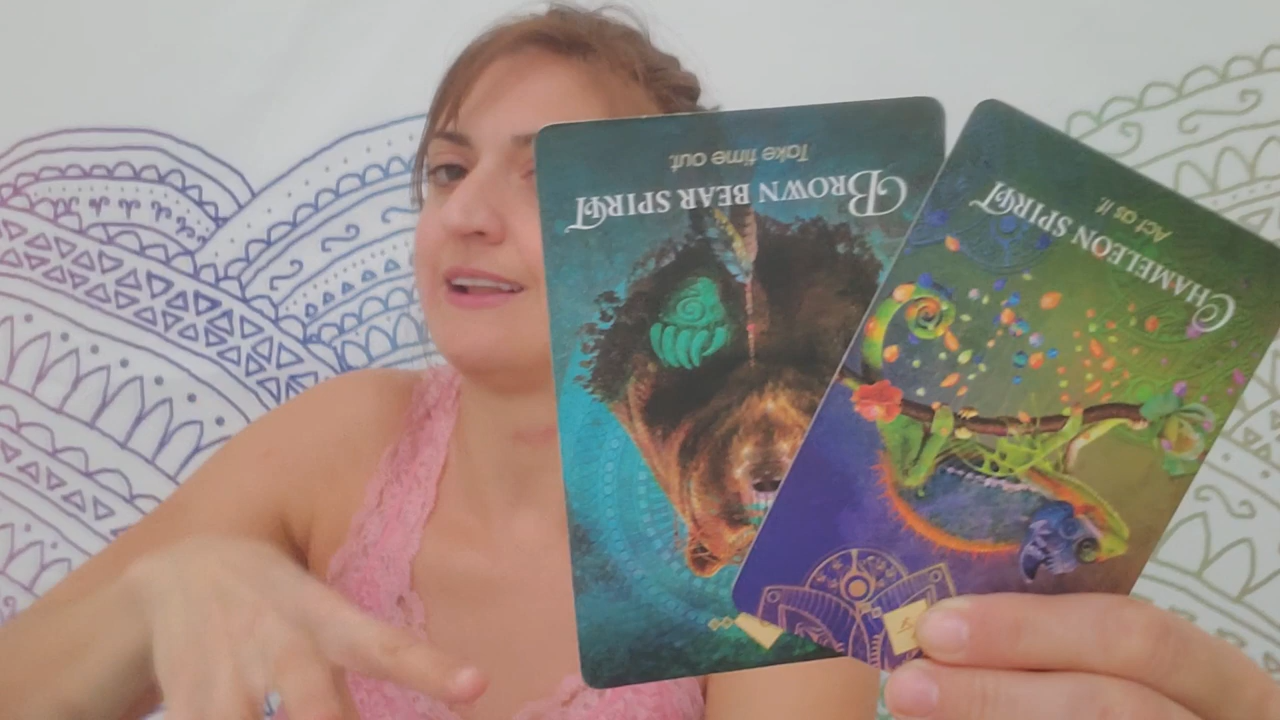 Take time out.
BROWN BEAR SPIRIT
Act as if.
CHAMELEON SPIRIT